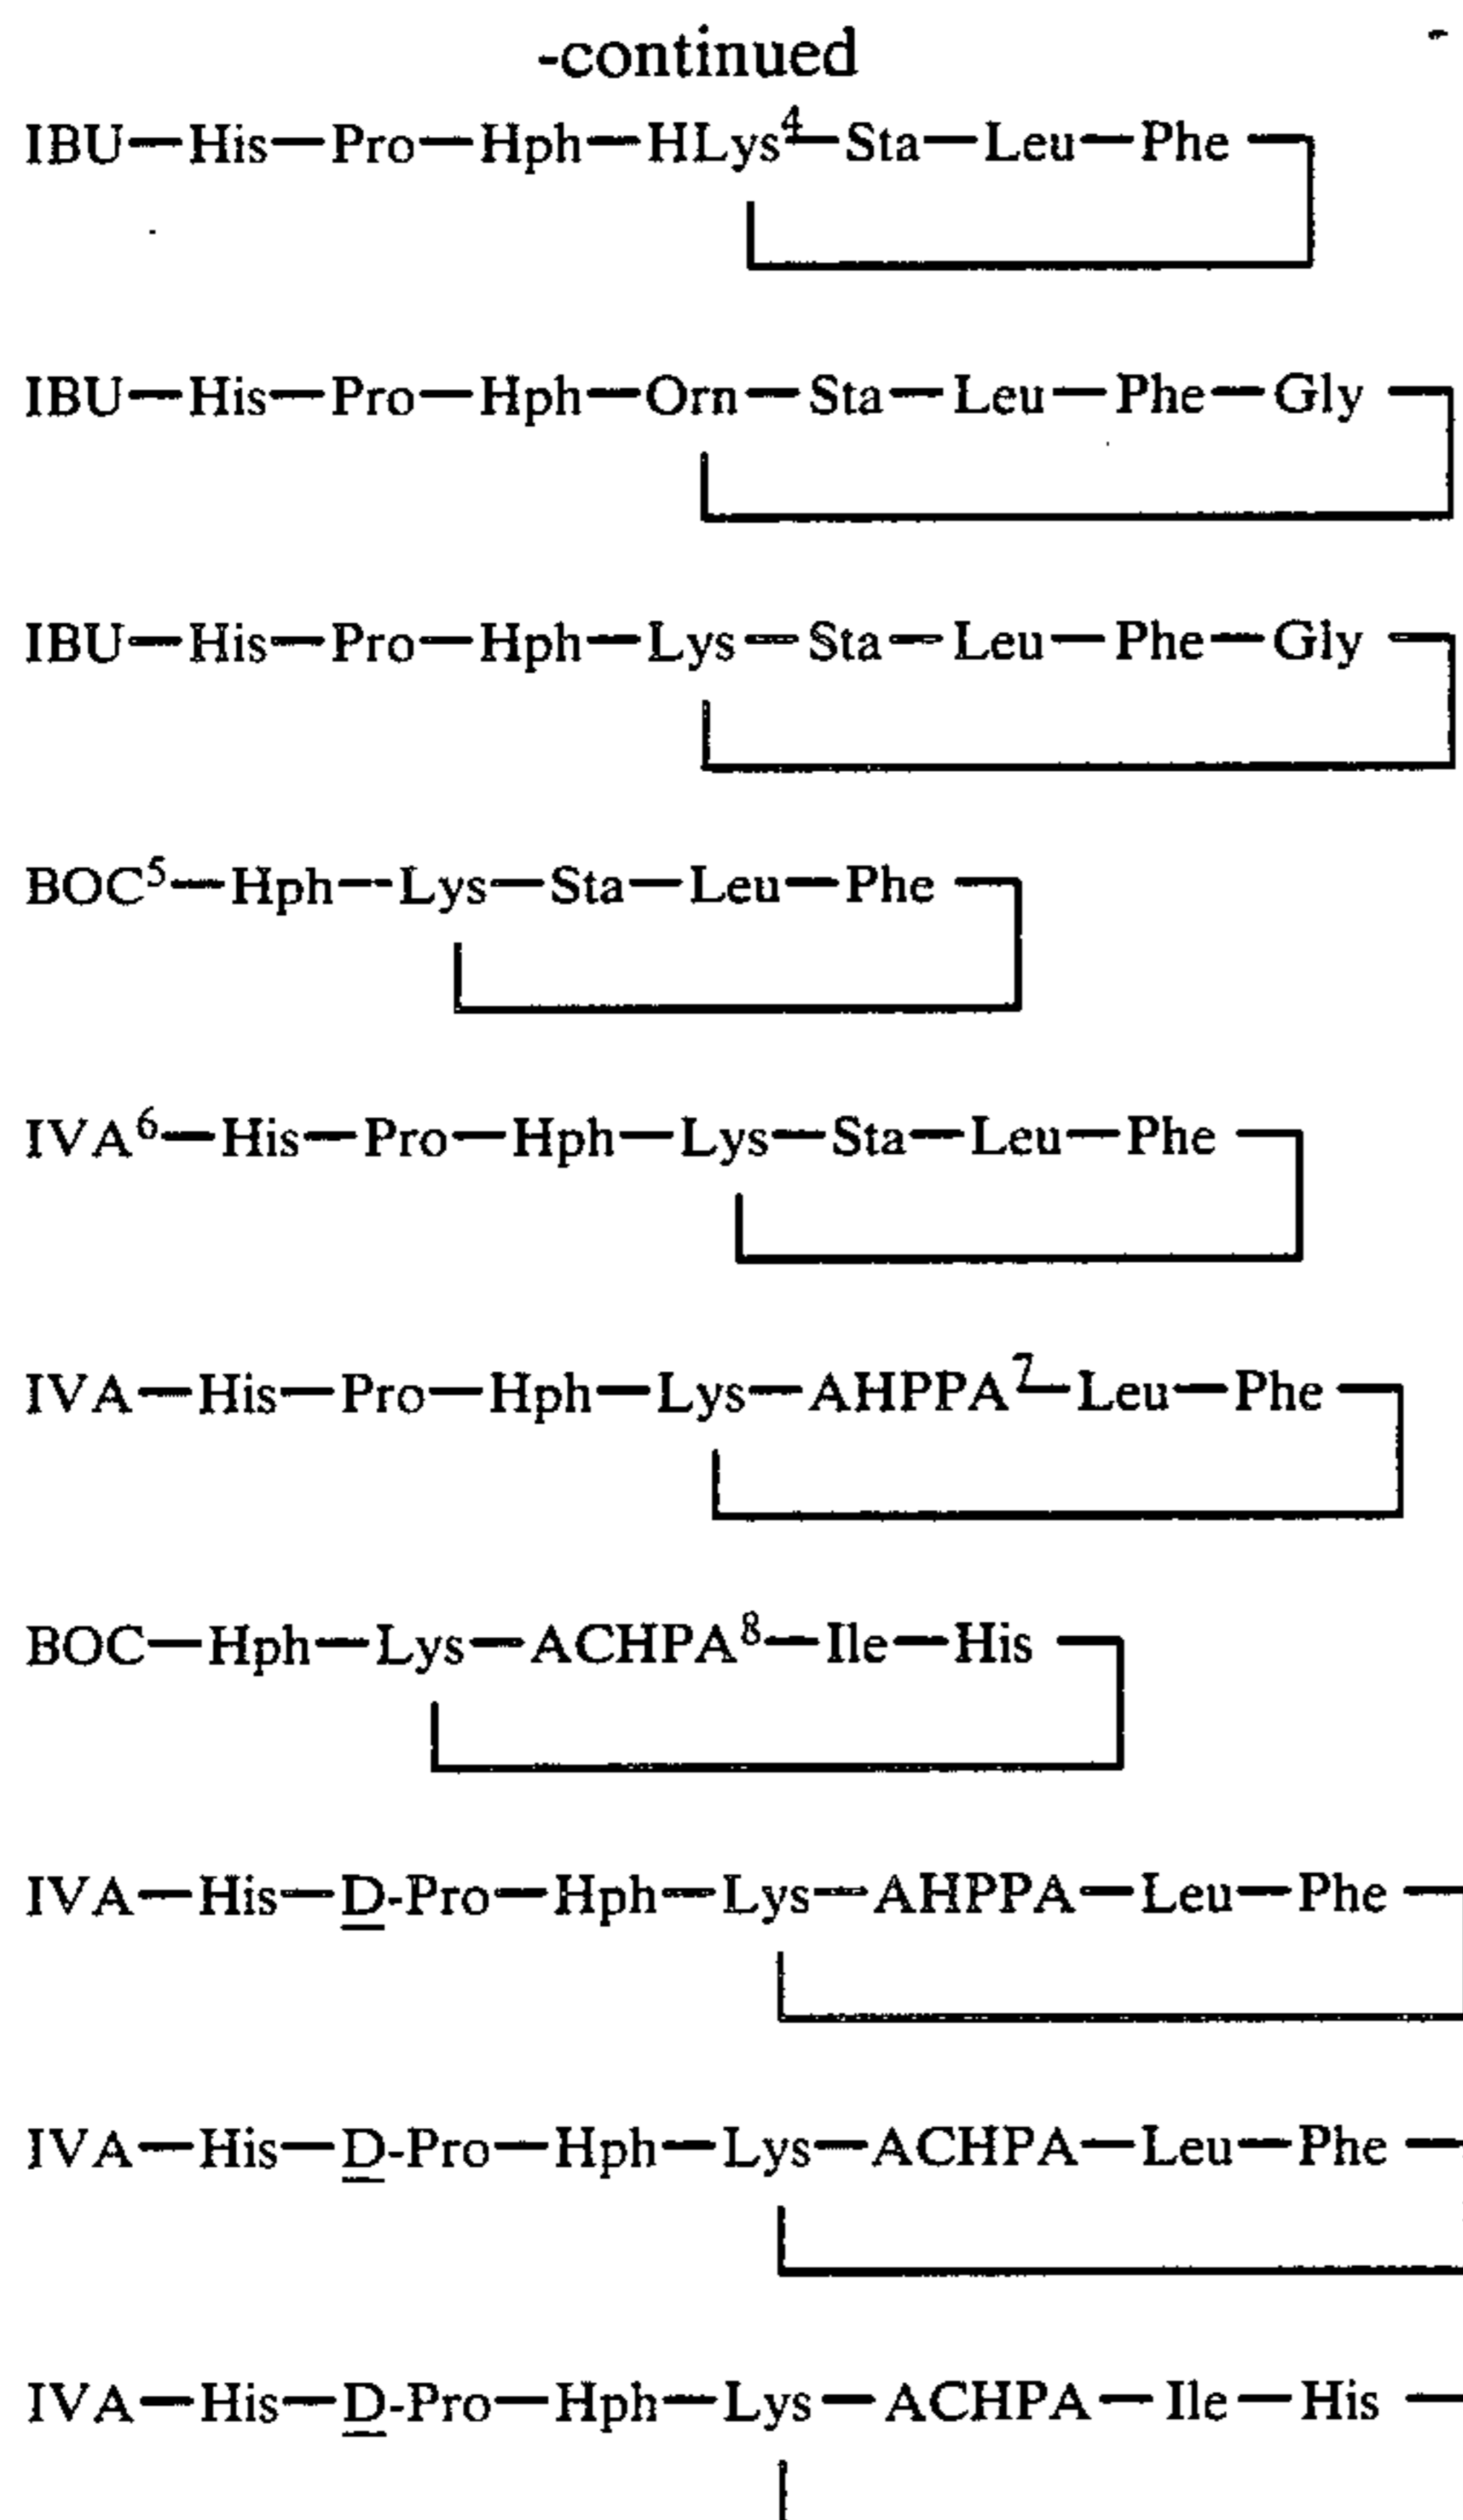 -continued
IBU—His—Pro—Hph—HLys⁴—Sta—Leu—Phe
IBU—His—Pro—Hph—Orn—Sta—Leu—Phe—Gly
IBU—His—Pro—Hph—Lys—Sta—Leu—Phe—Gly
BOC⁵—Hph—Lys—Sta—Leu—Phe
IVA⁶—His—Pro—Hph—Lys—Sta—Leu—Phe
IVA—His—Pro—Hph—Lys—AHPPA⁷—Leu—Phe
BOC—Hph—Lys—ACHPA⁸—Ile—His
IVA—His—D-Pro—Hph—Lys—AHPPA—Leu—Phe
IVA—His—D-Pro—Hph—Lys—ACHPA—Leu—Phe
IVA—His—D-Pro—Hph—Lys—ACHPA—Ile—His